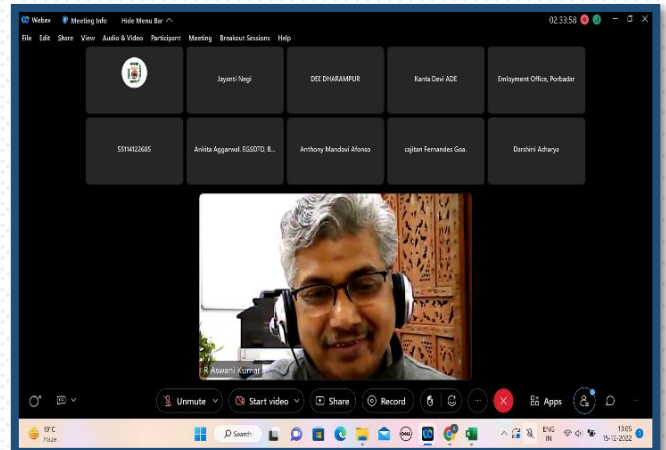 Webex Meeting Info Hide Menu Bar 02:33:58
File Edit Share View Audio & Video Participant Meeting Breakout Sessions Help
Jayanti Negi DEE DHARAMPUR Kanta Devi ADE Emloyment Office, Porbadar
55114122605 Ankita Aggarwal, EGSDTO, B... Anthony Mandovi Afonso cajitan Fernandes Goa. Darshini Acharya
R Aswani Kumar
Unmute Start video Share Record Apps
19°C Search ENG 13:05
Haze IN 15-12-2022